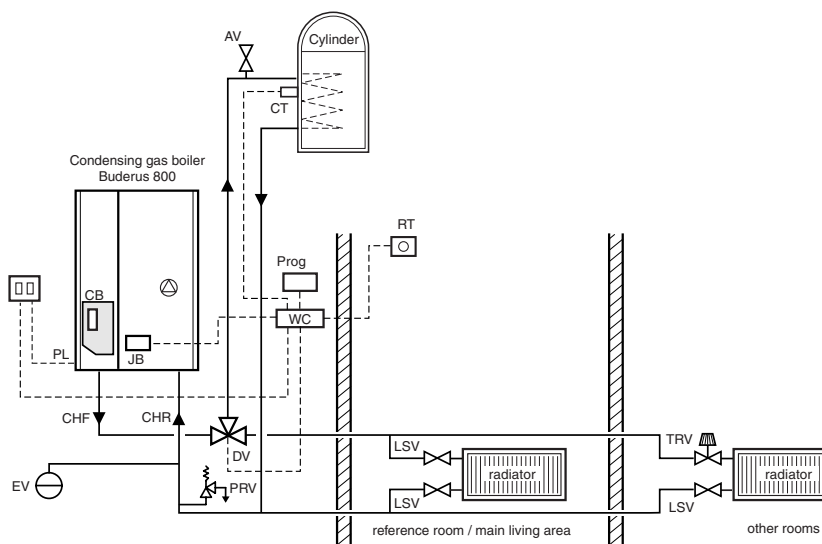 AV
Cylinder
CT
Condensing gas boiler
Buderus 800
RT
Prog
CB
WC
JB
PL
CHF
CHR
DV
LSV
TRV
radiator
radiator
EV
PRV
LSV
LSV
reference room / main living area
other rooms